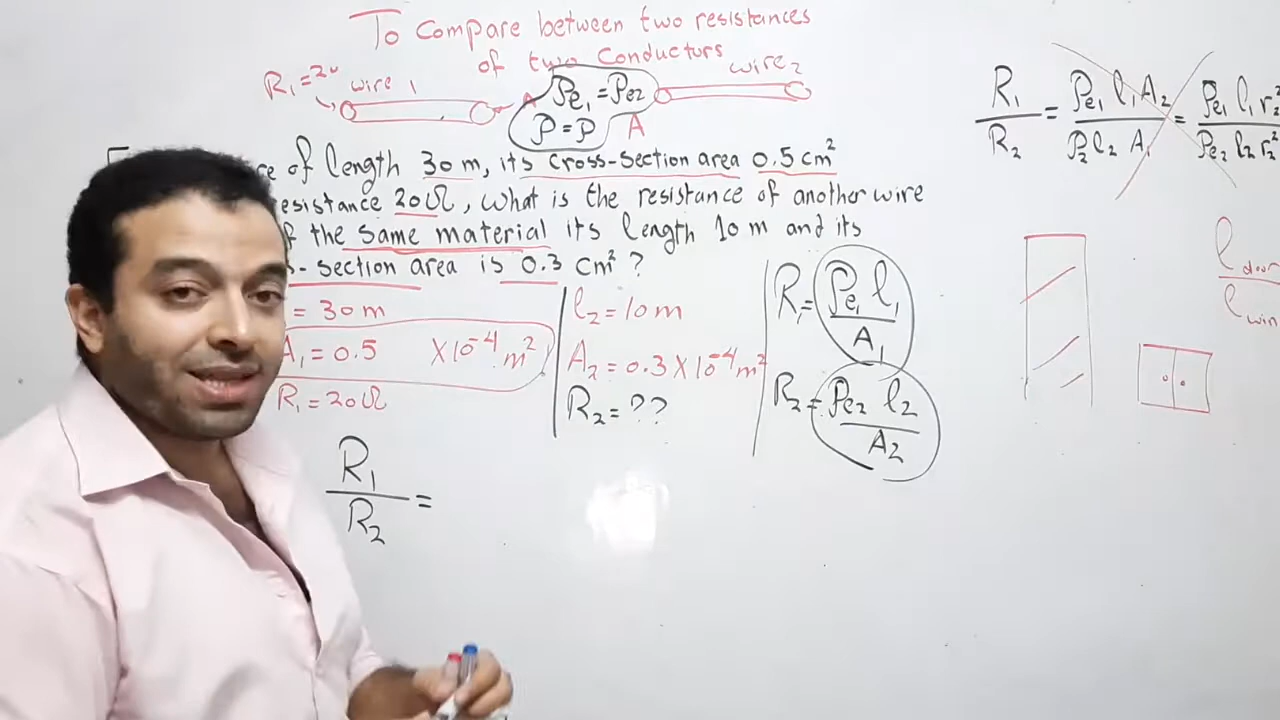 To Compare between two resistances
of two Conductors
R₁=20 wire 1
wire 2
ρe₁ = ρe₂
ρ = ρ
A
of length 30 m, its cross-section area 0.5 cm²
resistance 20Ω, what is the resistance of another wire
of the same material its length 10 m and its
- section area is 0.3 cm² ?
= 30 m
A₁ = 0.5 X10⁻⁴ m²
R₁ = 20Ω
l₂ = 10 m
A₂ = 0.3 X 10⁻⁴ m²
R₂ = ??
R₁ = ρe₁ l₁ / A₁
R₂ = ρe₂ l₂ / A₂
R₁ / R₂ =
R₁ / R₂ = ρe₁ l₁ A₂ / ρ₂ l₂ A₁ = ρe₁ l₁ r₂² / ρe₂ l₂ r₁²
l door / l win